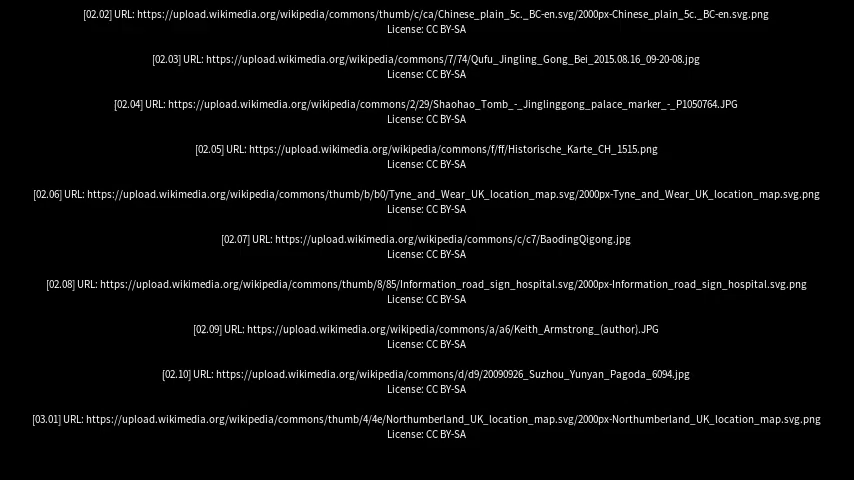 [02.02] URL: https://upload.wikimedia.org/wikipedia/commons/thumb/c/ca/Chinese_plain_5c._BC-en.svg/2000px-Chinese_plain_5c._BC-en.svg.png
License: CC BY-SA
[02.03] URL: https://upload.wikimedia.org/wikipedia/commons/7/74/Qufu_Jingling_Gong_Bei_2015.08.16_09-20-08.jpg
License: CC BY-SA
[02.04] URL: https://upload.wikimedia.org/wikipedia/commons/2/29/Shaohao_Tomb_-_Jinglinggong_palace_marker_-_P1050764.JPG
License: CC BY-SA
[02.05] URL: https://upload.wikimedia.org/wikipedia/commons/f/ff/Historische_Karte_CH_1515.png
License: CC BY-SA
[02.06] URL: https://upload.wikimedia.org/wikipedia/commons/thumb/b/b0/Tyne_and_Wear_UK_location_map.svg/2000px-Tyne_and_Wear_UK_location_map.svg.png
License: CC BY-SA
[02.07] URL: https://upload.wikimedia.org/wikipedia/commons/c/c7/BaodingQigong.jpg
License: CC BY-SA
[02.08] URL: https://upload.wikimedia.org/wikipedia/commons/thumb/8/85/Information_road_sign_hospital.svg/2000px-Information_road_sign_hospital.svg.png
License: CC BY-SA
[02.09] URL: https://upload.wikimedia.org/wikipedia/commons/a/a6/Keith_Armstrong_(author).JPG
License: CC BY-SA
[02.10] URL: https://upload.wikimedia.org/wikipedia/commons/d/d9/20090926_Suzhou_Yunyan_Pagoda_6094.jpg
License: CC BY-SA
[03.01] URL: https://upload.wikimedia.org/wikipedia/commons/thumb/4/4e/Northumberland_UK_location_map.svg/2000px-Northumberland_UK_location_map.svg.png
License: CC BY-SA